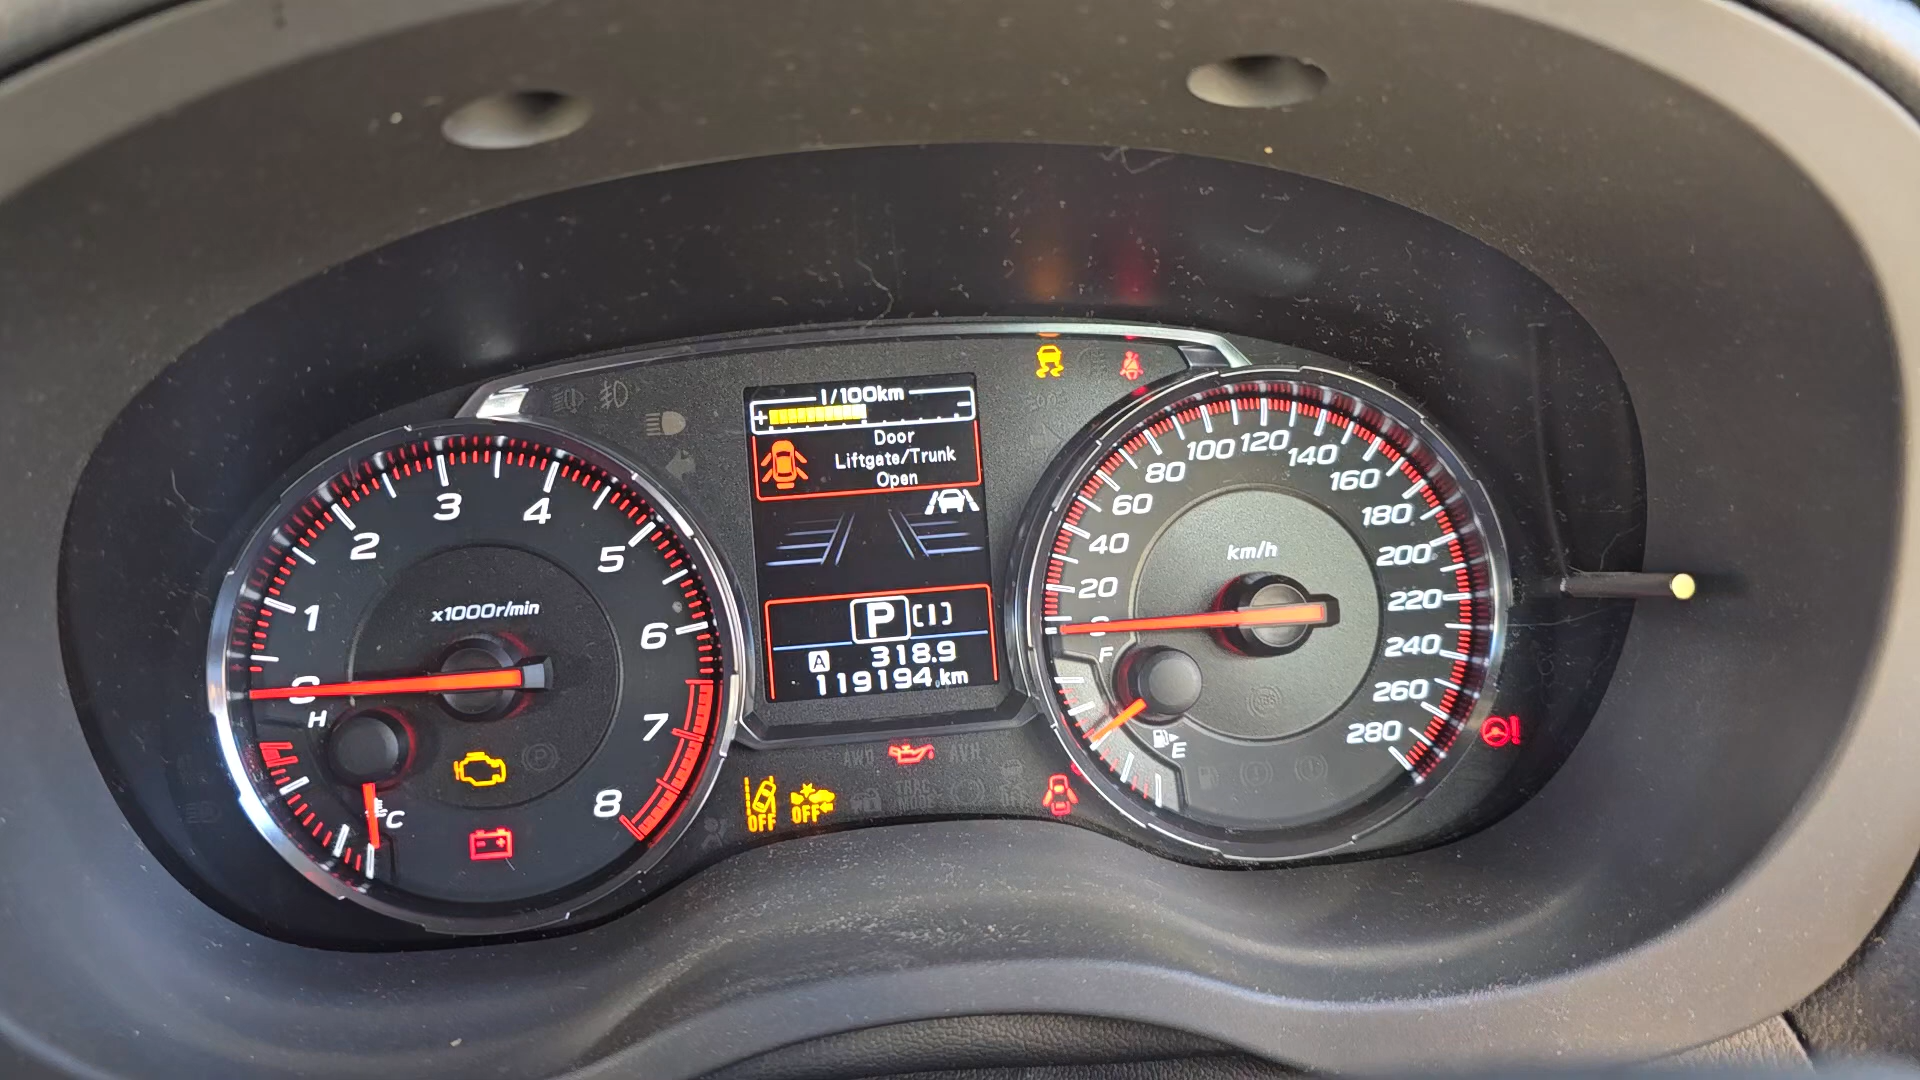 l/100km
+ -
Door
Liftgate/Trunk
Open
P [1]
A 318.9
119194 km
0 1 2 3 4 5 6 7 8
x1000r/min
H
C
0 20 40 60 80 100 120 140 160 180 200 220 240 260 280
km/h
F
E
AWD
AVH
OFF
OFF